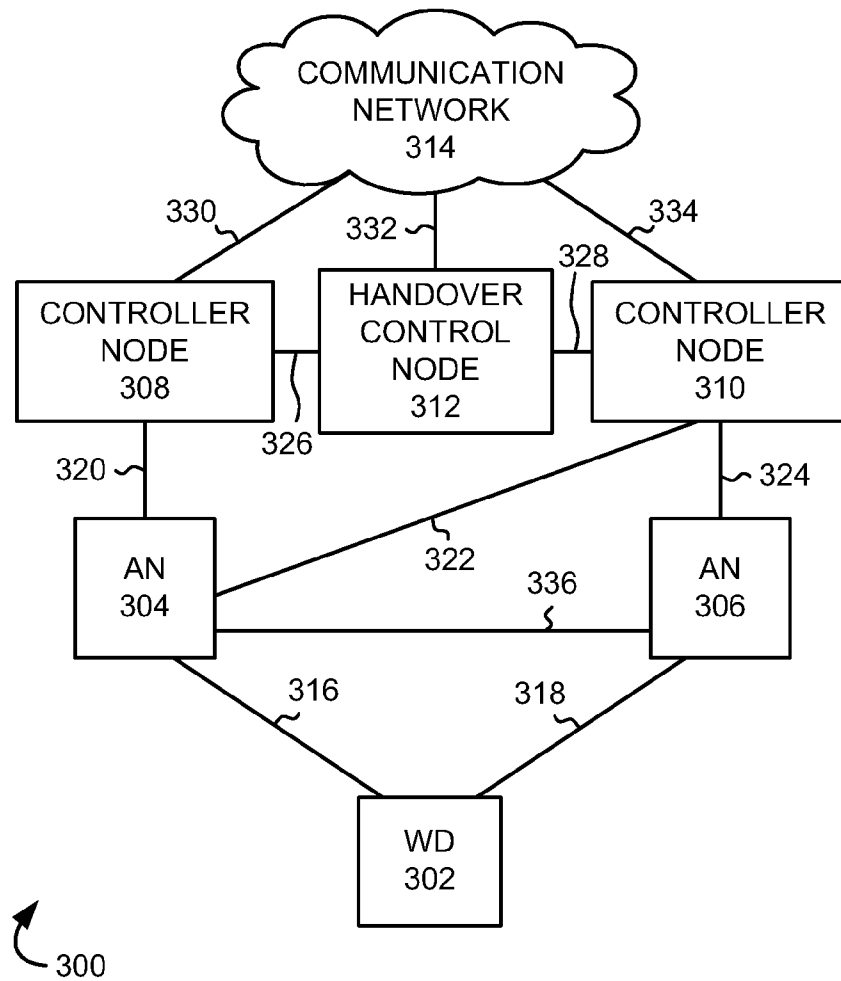 COMMUNICATION
NETWORK
314
330
332
334
328
CONTROLLER
NODE
308
HANDOVER
CONTROL
NODE
312
CONTROLLER
NODE
310
326
320
324
322
AN
304
AN
306
336
316
318
WD
302
300